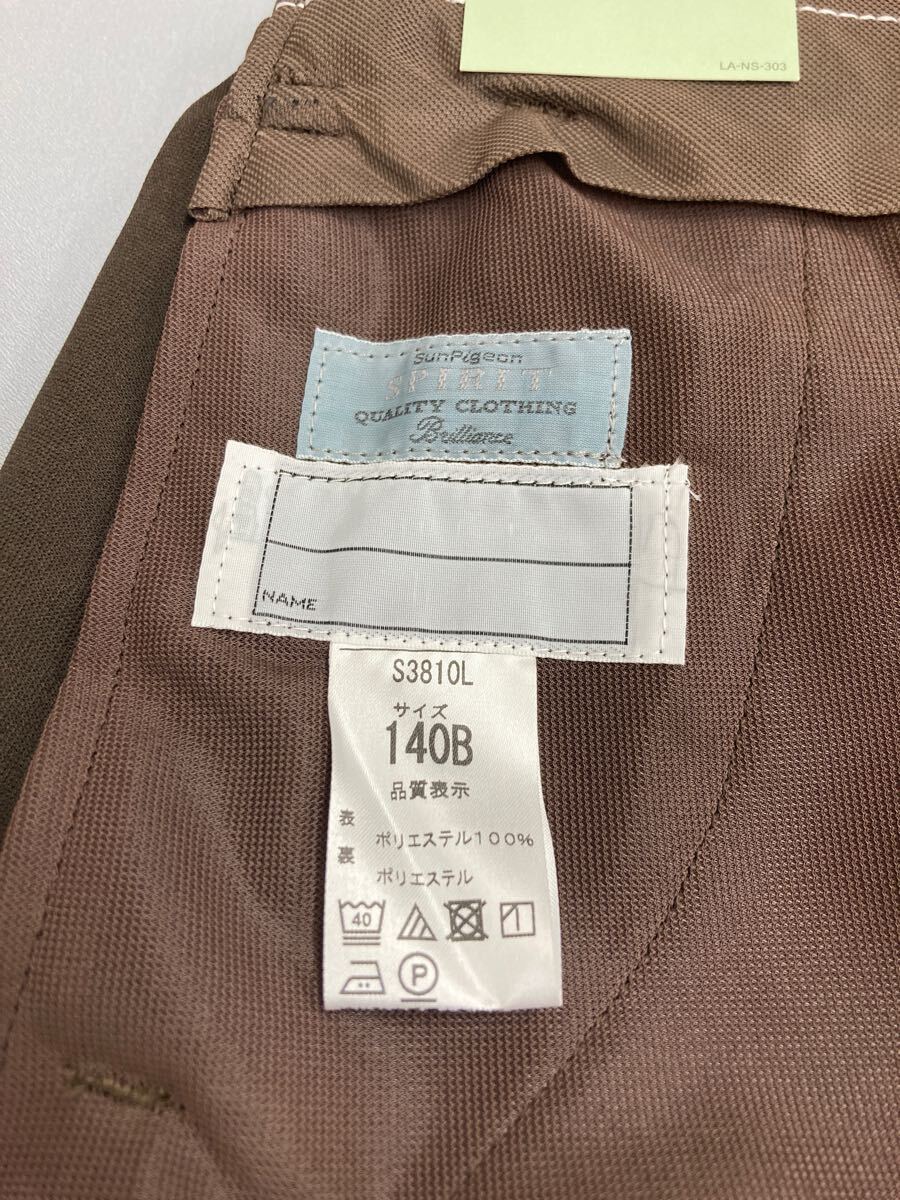 LA-NS-303
SunPigeon
SPIRIT
QUALITY CLOTHING
Brilliance
NAME
S3810L
サイズ
140B
品質表示
表
ポリエステル100%
裏
ポリエステル
40
P